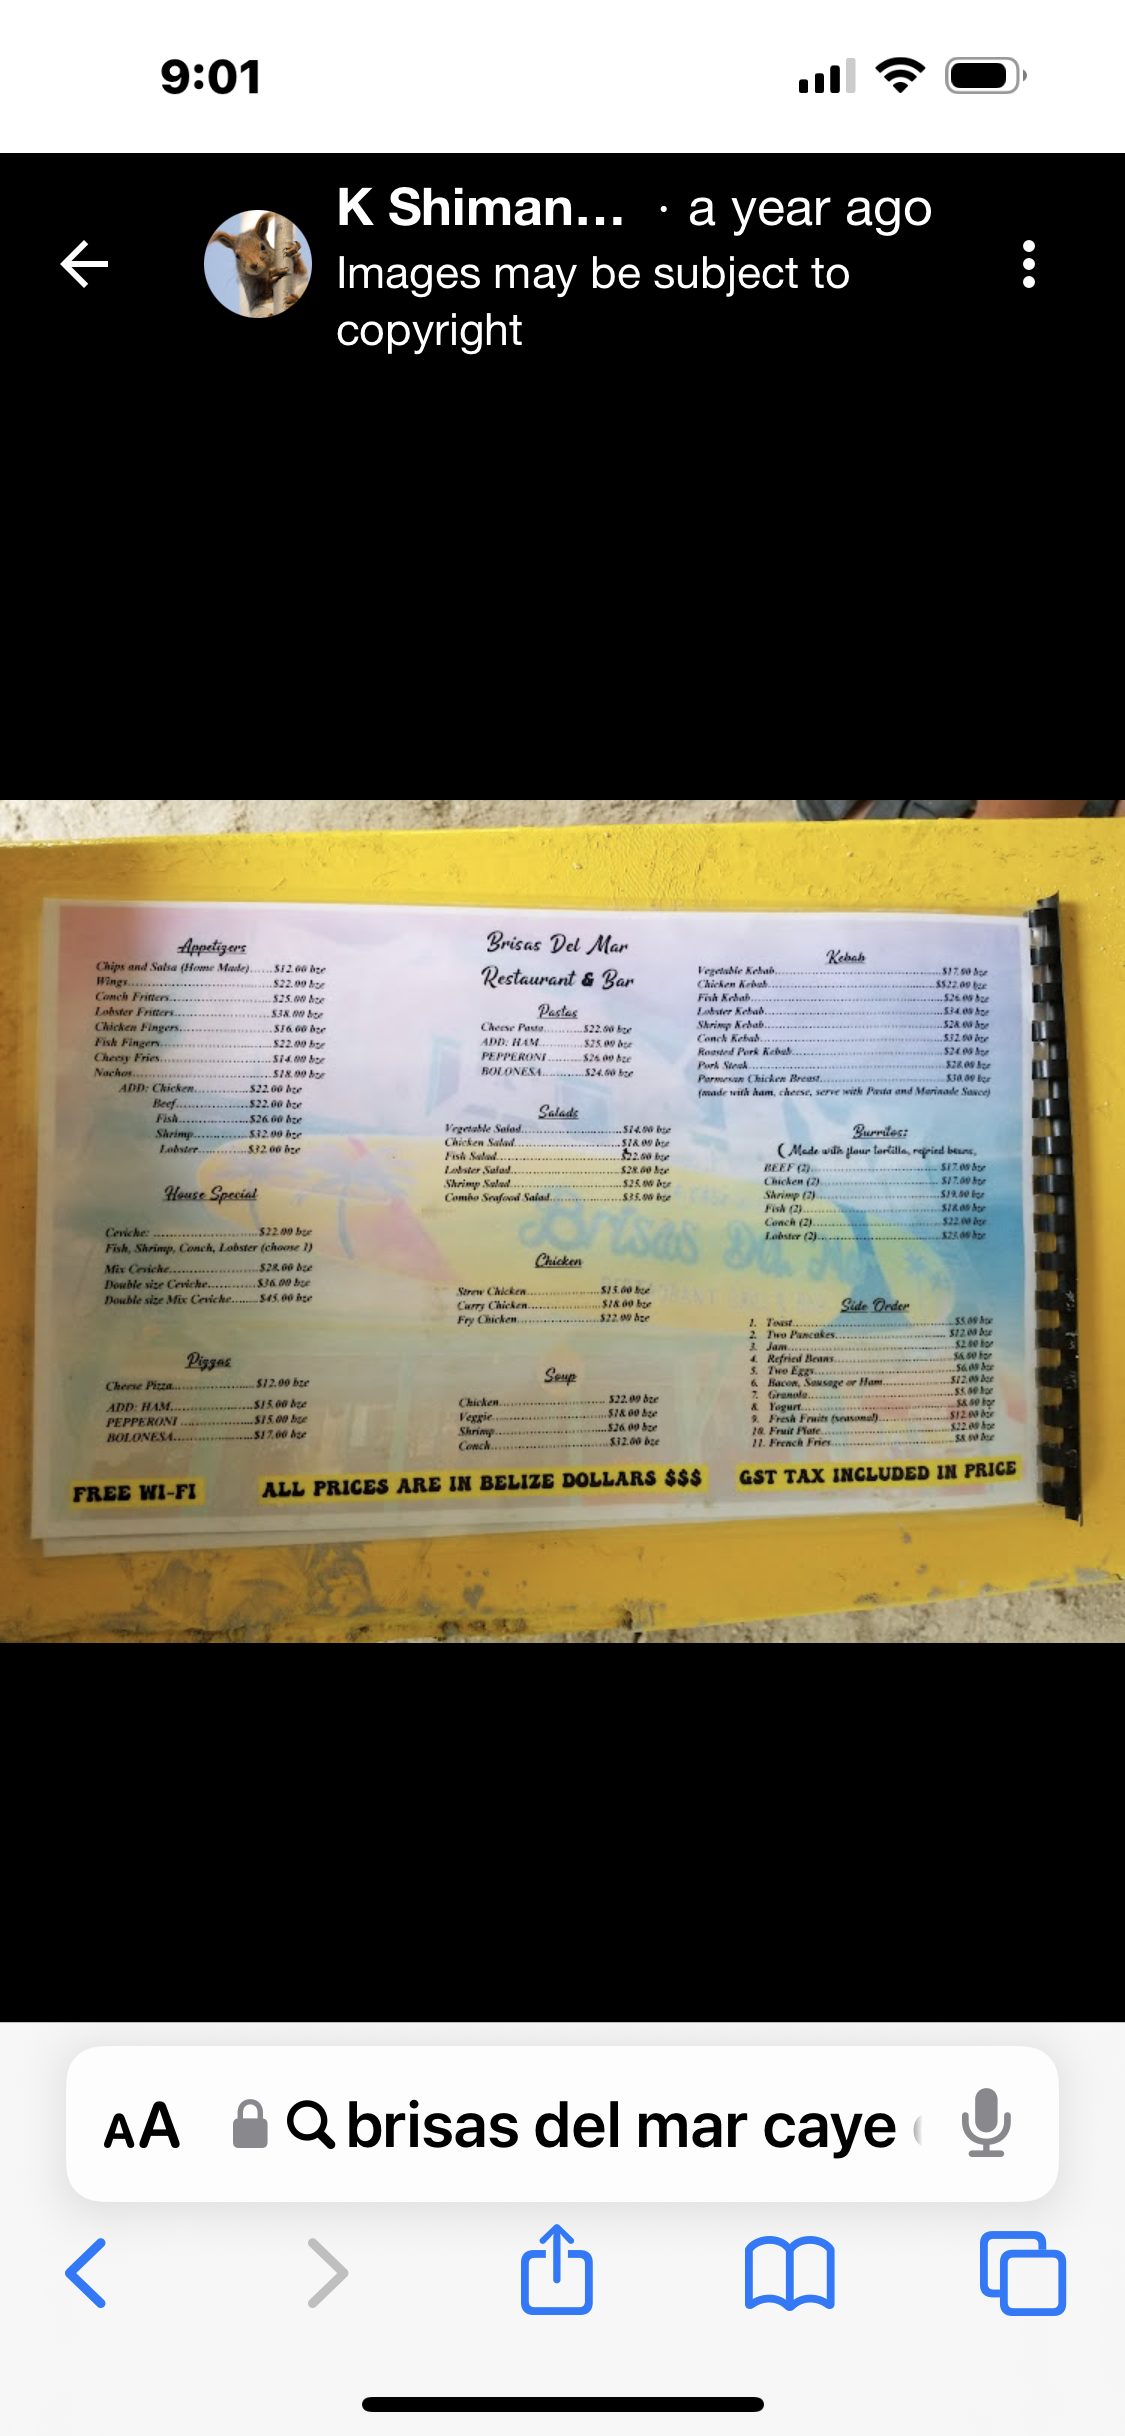 9:01
K Shiman... · a year ago
Images may be subject to
copyright
Appetizers
Chips and Salsa (Home Made)......$12.00 bze
Wings......$22.00 bze
Conch Fritters......$25.00 bze
Lobster Fritters......$38.00 bze
Chicken Fingers......$16.00 bze
Fish Fingers......$22.00 bze
Cheesy Fries......$14.00 bze
Nachos......$18.00 bze
ADD: Chicken......$22.00 bze
Beef......$22.00 bze
Fish......$26.00 bze
Shrimp......$32.00 bze
Lobster......$32.00 bze
House Special
Ceviche: ......$22.00 bze
Fish, Shrimp, Conch, Lobster (choose 1)
Mix Ceviche......$28.00 bze
Double size Ceviche......$36.00 bze
Double size Mix Ceviche......$45.00 bze
Pizzas
Cheese Pizza......$12.00 bze
ADD: HAM......$15.00 bze
PEPPERONI......$15.00 bze
BOLONESA......$17.00 bze
Brisas Del Mar
Restaurant & Bar
Pastas
Cheese Pasta......$22.00 bze
ADD: HAM......$25.00 bze
PEPPERONI......$26.00 bze
BOLONESA......$24.00 bze
Salads
Vegetable Salad......$14.00 bze
Chicken Salad......$18.00 bze
Fish Salad......$22.00 bze
Lobster Salad......$28.00 bze
Shrimp Salad......$25.00 bze
Combo Seafood Salad......$35.00 bze
Chicken
Strew Chicken......$15.00 bze
Curry Chicken......$18.00 bze
Fry Chicken......$22.00 bze
Soup
Chicken......$22.00 bze
Veggie......$18.00 bze
Shrimp......$26.00 bze
Conch......$32.00 bze
Kebab
Vegetable Kebab......$17.00 bze
Chicken Kebab......$$22.00 bze
Fish Kebab......$26.00 bze
Lobster Kebab......$34.00 bze
Shrimp Kebab......$28.00 bze
Conch Kebab......$32.00 bze
Roasted Pork Kebab......$24.00 bze
Pork Steak......$28.00 bze
Parmesan Chicken Breast......$30.00 bze
(made with ham, cheese, serve with Pasta and Marinade Sauce)
Burritos:
(Made with flour tortilla, refried beans,
BEEF (2)......$17.00 bze
Chicken (2)......$17.00 bze
Shrimp (2)......$19.00 bze
Fish (2)......$18.00 bze
Conch (2)......$22.00 bze
Lobster (2)......$25.00 bze
Side Order
1. Toast......$5.00 bze
2. Two Pancakes......$12.00 bze
3. Jam......$2.00 bze
4. Refried Beans......$6.00 bze
5. Two Eggs......$6.00 bze
6. Bacon, Sausage or Ham......$12.00 bze
7. Granola......$5.00 bze
8. Yogurt......$8.00 bze
9. Fresh Fruits (seasonal)......$12.00 bze
10. Fruit Plate......$22.00 bze
11. French Fries......$8.00 bze
FREE WI-FI
ALL PRICES ARE IN BELIZE DOLLARS $$$
GST TAX INCLUDED IN PRICE
AA
brisas del mar caye